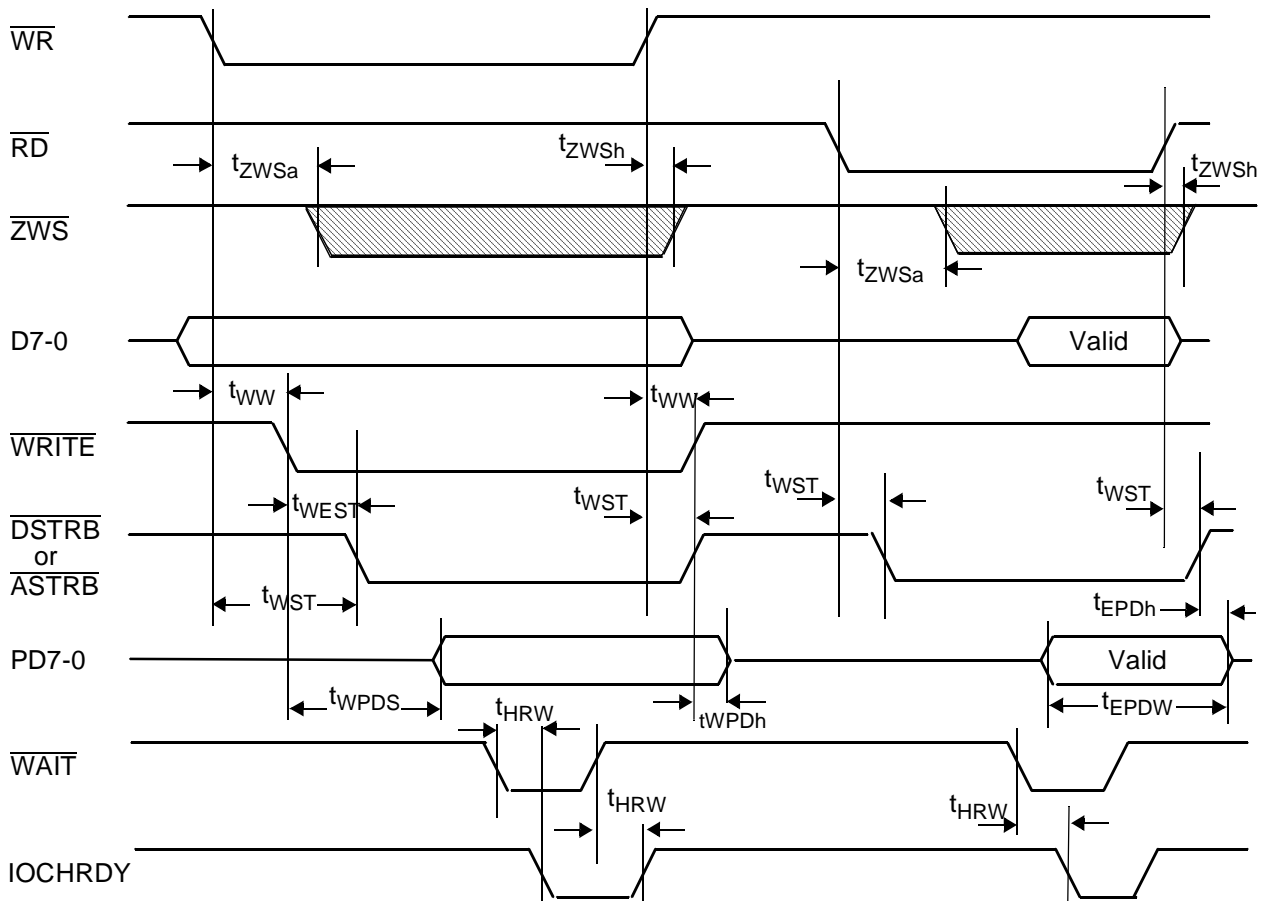 WR
RD
tZWSa
tZWSh
tZWSh
ZWS
tZWSa
D7-0
Valid
tWW
tWW
WRITE
tWEST
tWST
tWST
tWST
DSTRB
or
ASTRB
tWST
tEPDh
PD7-0
Valid
tWPDS
tHRW
tWPDh
tEPDW
WAIT
tHRW
tHRW
IOCHRDY